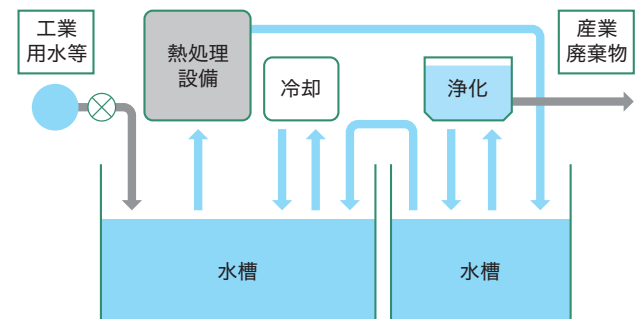 工業
用水等
熱処理
設備
冷却
浄化
産業
廃棄物
水槽
水槽